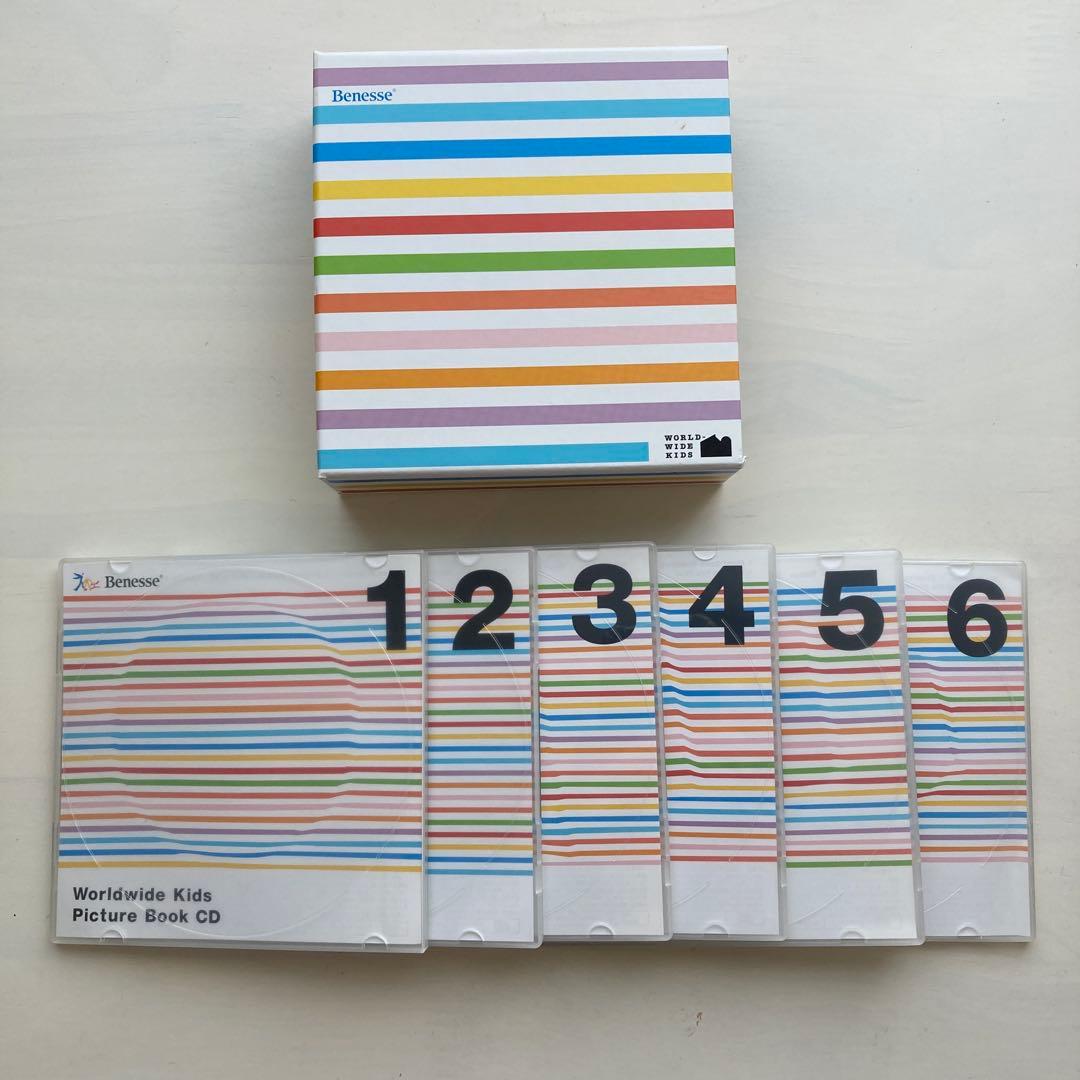 Benesse®
WORLD-
WIDE
KIDS
Benesse®
1
2
3
4
5
6
Worldwide Kids
Picture Book CD